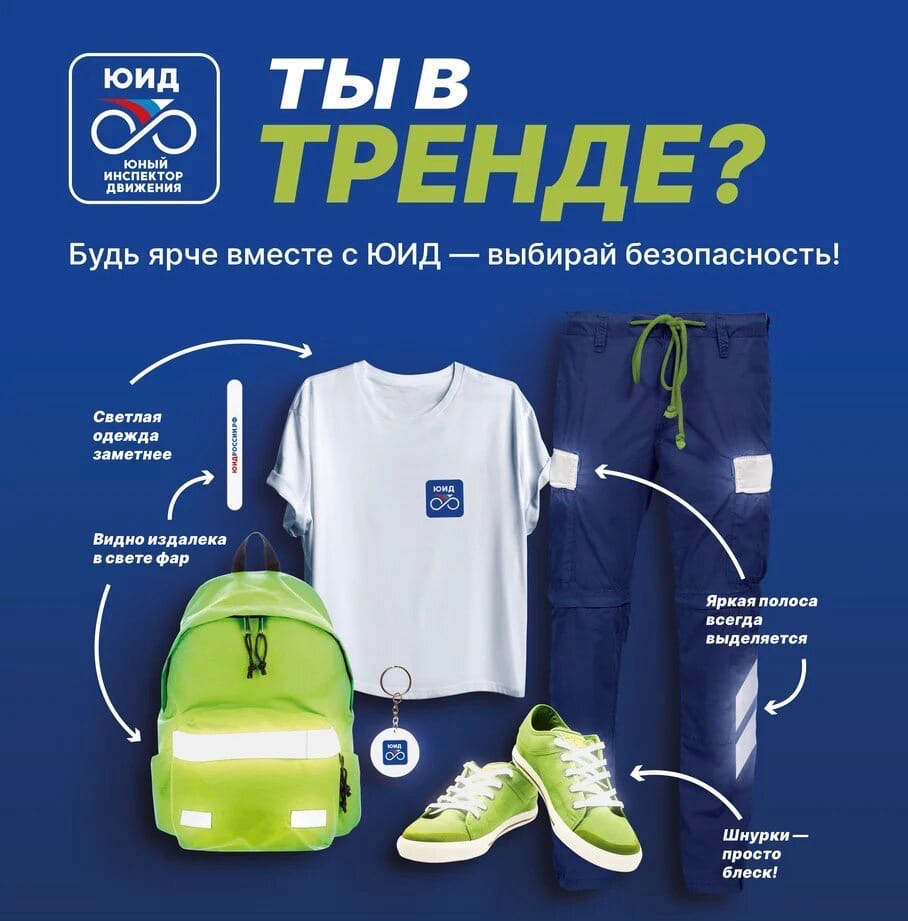 ЮИД
ЮНЫЙ
ИНСПЕКТОР
ДВИЖЕНИЯ
ТЫ В
ТРЕНДЕ?
Будь ярче вместе с ЮИД — выбирай безопасность!
Светлая
одежда
заметнее
ЮИДРОССИИ.РФ
ЮИД
Видно издалека
в свете фар
Яркая полоса
всегда
выделяется
ЮИД
Шнурки —
просто
блеск!